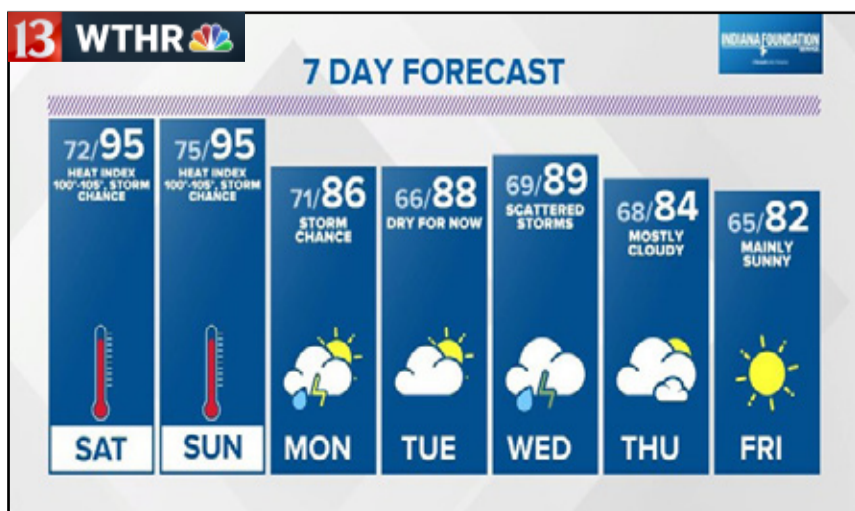 13 WTHR
INDIANA FOUNDATION
SERVICE
7 DAY FORECAST
72/95
HEAT INDEX
100°-105°, STORM
CHANCE
SAT
75/95
HEAT INDEX
100°-105°, STORM
CHANCE
SUN
71/86
STORM
CHANCE
MON
66/88
DRY FOR NOW
TUE
69/89
SCATTERED
STORMS
WED
68/84
MOSTLY
CLOUDY
THU
65/82
MAINLY
SUNNY
FRI